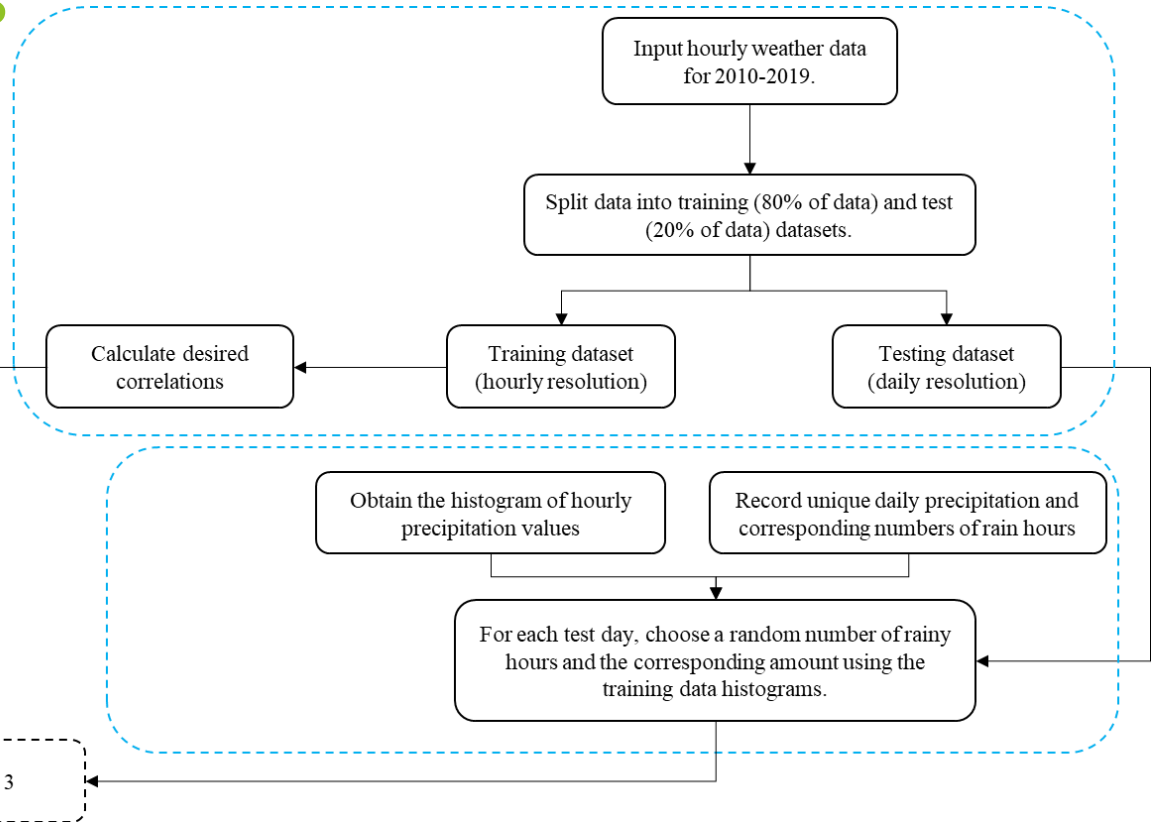 Input hourly weather data
for 2010-2019.
Split data into training (80% of data) and test
(20% of data) datasets.
Calculate desired
correlations
Training dataset
(hourly resolution)
Testing dataset
(daily resolution)
Obtain the histogram of hourly
precipitation values
Record unique daily precipitation and
corresponding numbers of rain hours
For each test day, choose a random number of rainy
hours and the corresponding amount using the
training data histograms.
3